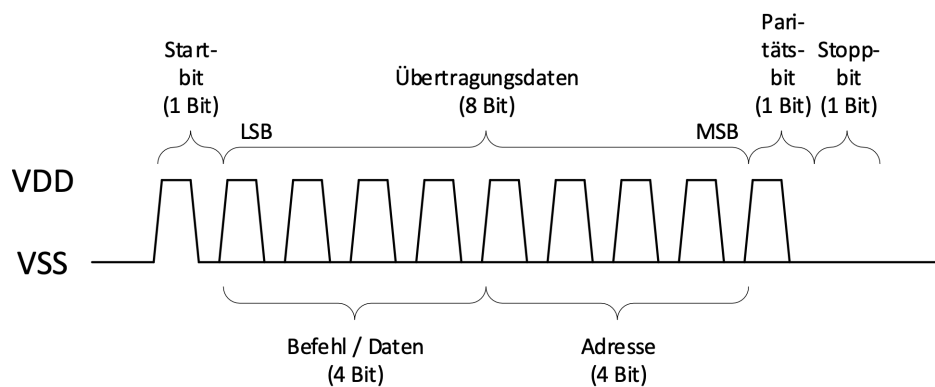 Start-
bit
(1 Bit)
Übertragungsdaten
(8 Bit)
Pari-
täts-
bit
(1 Bit)
Stopp-
bit
(1 Bit)
LSB
MSB
VDD
VSS
Befehl / Daten
(4 Bit)
Adresse
(4 Bit)